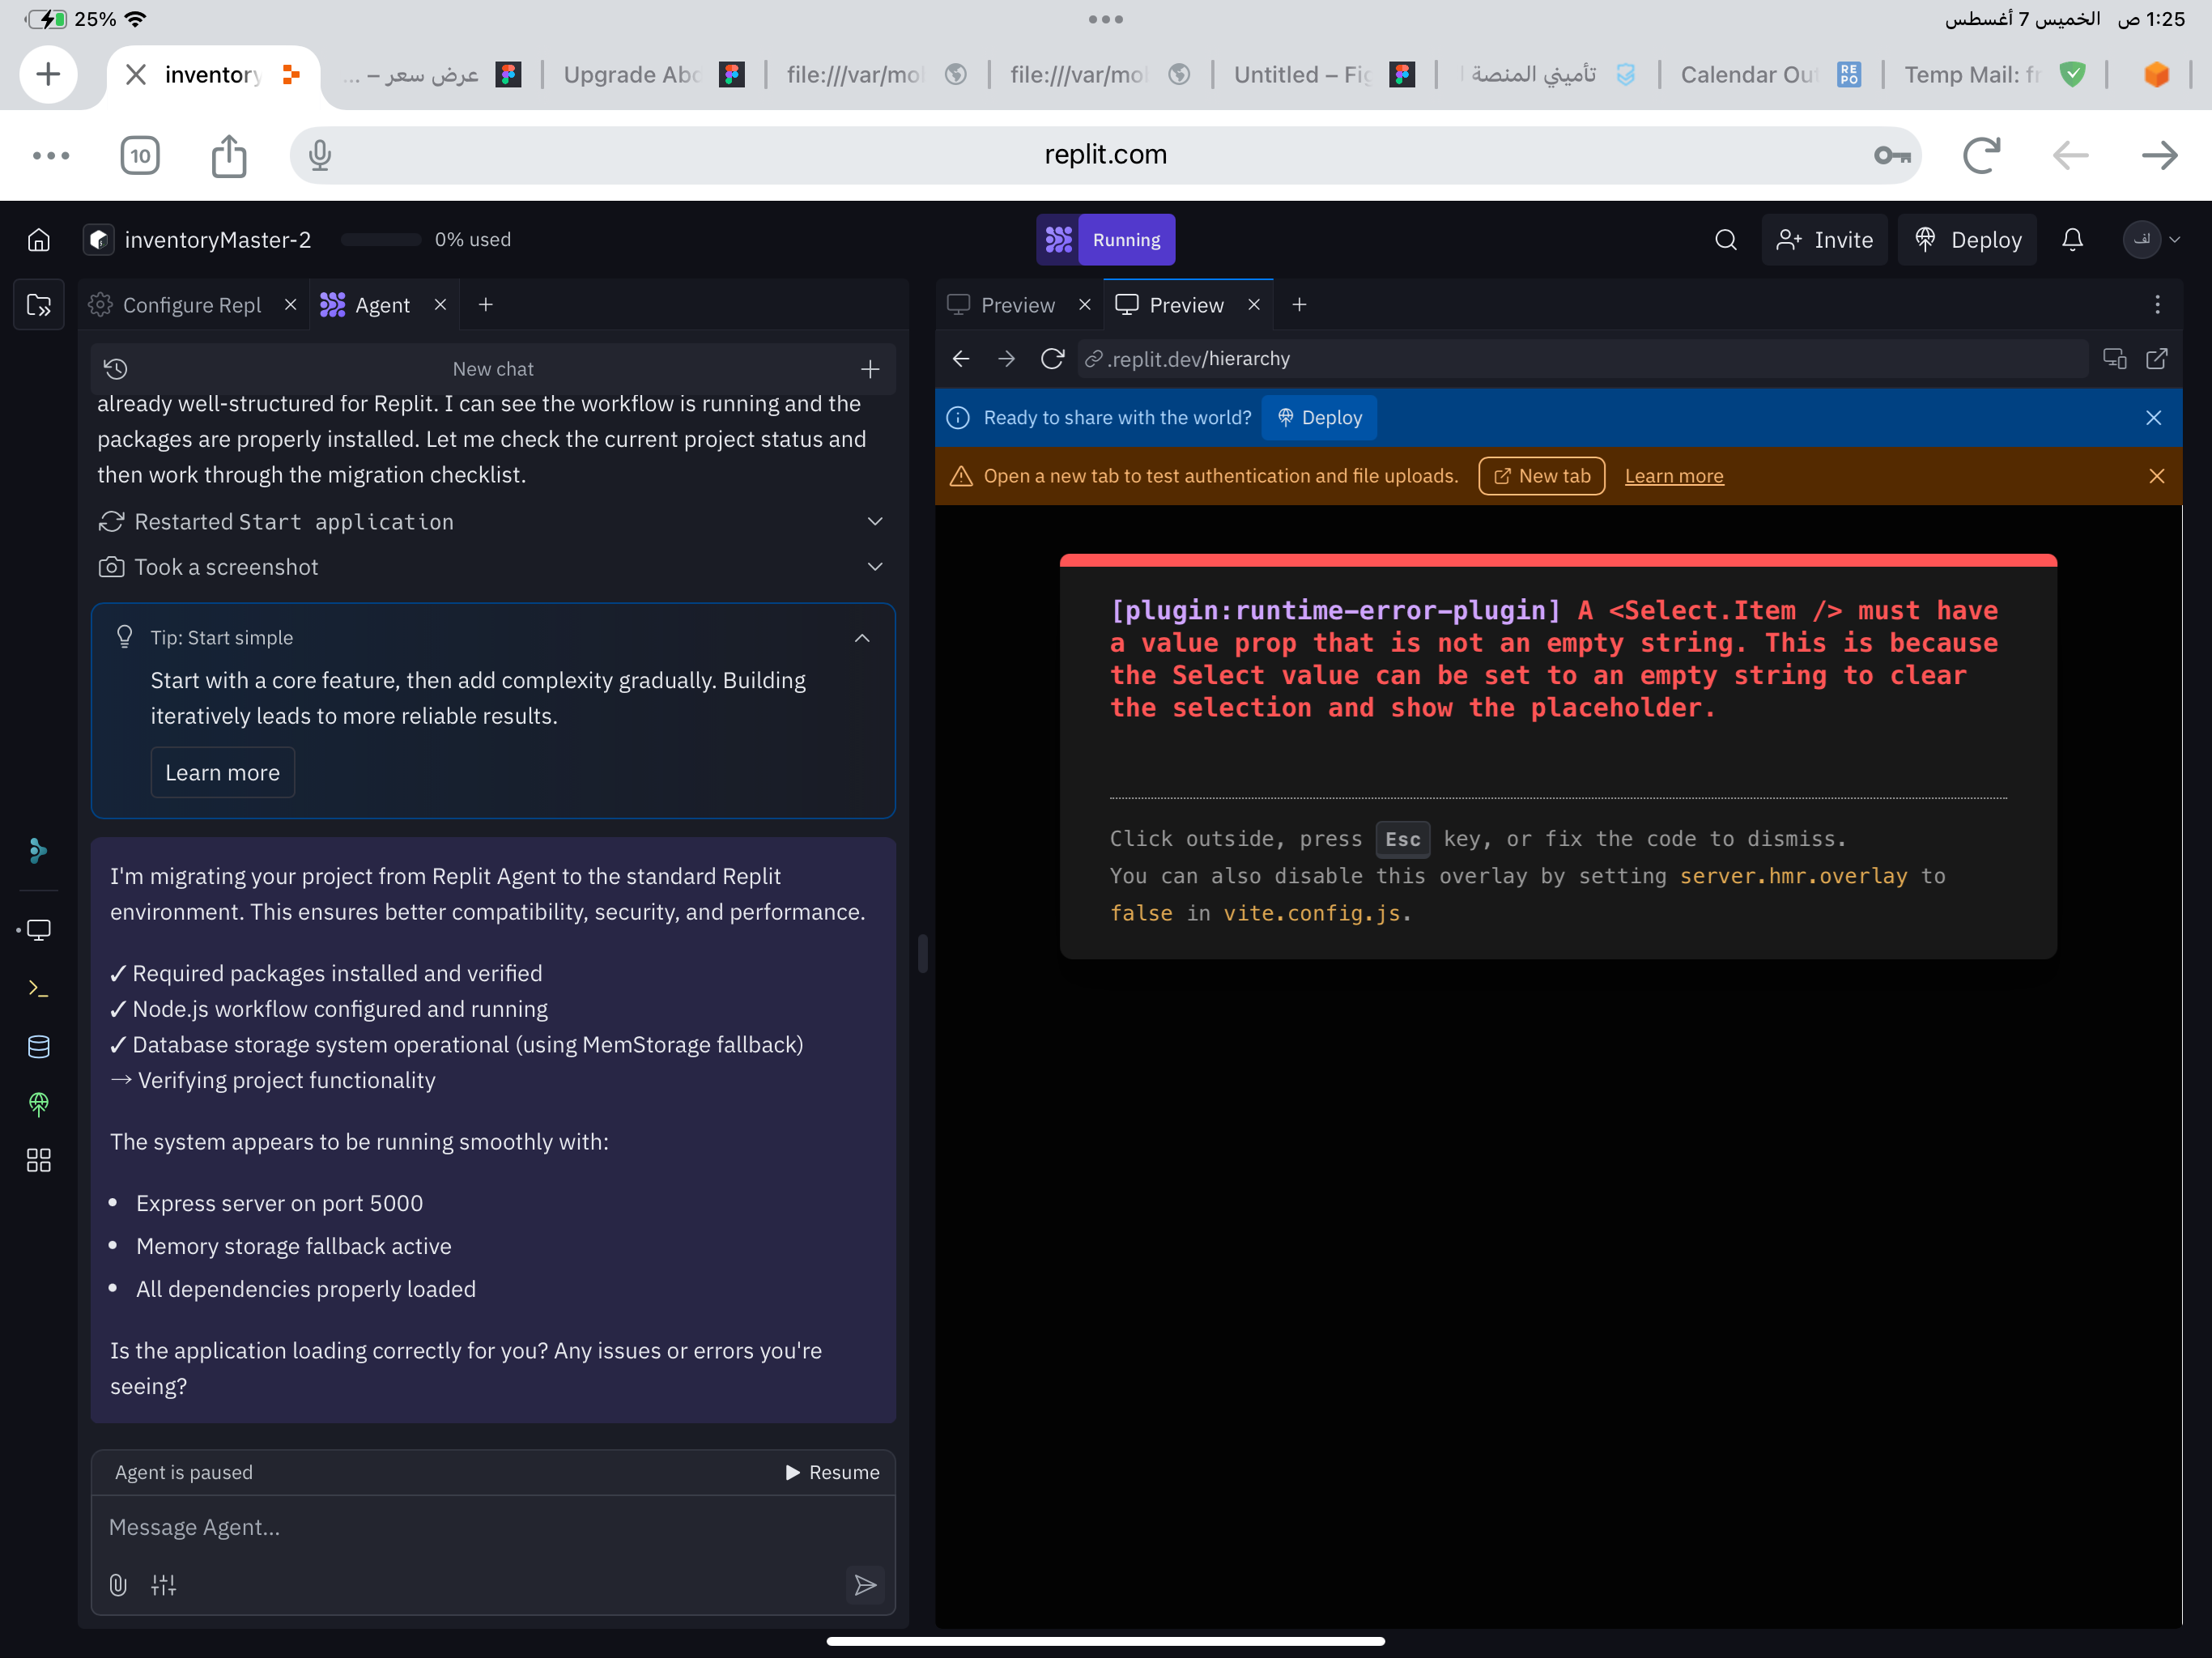 25%
1:25 ص الخميس 7 أغسطس
inventory
عرض سعر – ...
Upgrade Abo
file:///var/mo
file:///var/mo
Untitled – Fig
تأميني المنصة
Calendar Ou
RE
PO
Temp Mail: fr
10
replit.com
inventoryMaster-2
0% used
Running
Invite
Deploy
لف
Configure Repl
Agent
Preview
Preview
New chat
.replit.dev/hierarchy
already well-structured for Replit. I can see the workflow is running and the
packages are properly installed. Let me check the current project status and
then work through the migration checklist.
Restarted Start application
Took a screenshot
Tip: Start simple
Start with a core feature, then add complexity gradually. Building
iteratively leads to more reliable results.
Learn more
I'm migrating your project from Replit Agent to the standard Replit
environment. This ensures better compatibility, security, and performance.
✓ Required packages installed and verified
✓ Node.js workflow configured and running
✓ Database storage system operational (using MemStorage fallback)
→ Verifying project functionality
The system appears to be running smoothly with:
• Express server on port 5000
• Memory storage fallback active
• All dependencies properly loaded
Is the application loading correctly for you? Any issues or errors you're
seeing?
Agent is paused
Resume
Message Agent...
Ready to share with the world?
Deploy
Open a new tab to test authentication and file uploads.
New tab
Learn more
[plugin:runtime-error-plugin] A <Select.Item /> must have
a value prop that is not an empty string. This is because
the Select value can be set to an empty string to clear
the selection and show the placeholder.
Click outside, press Esc key, or fix the code to dismiss.
You can also disable this overlay by setting server.hmr.overlay to
false in vite.config.js.